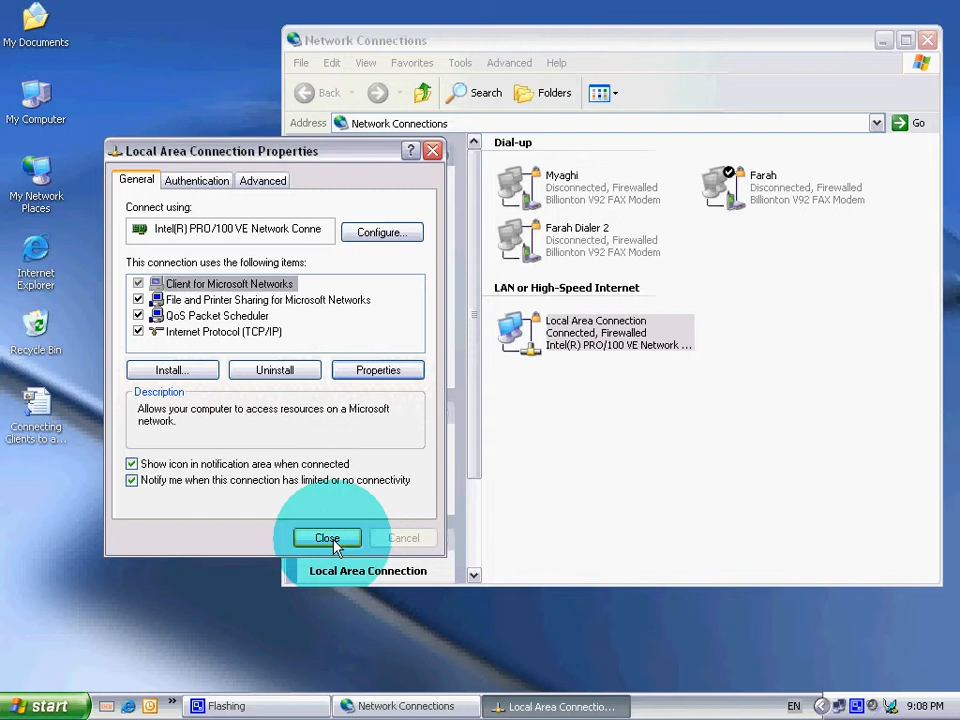 My Documents
My Computer
My Network
Places
Internet
Explorer
Recycle Bin
Connecting
Clients to a...
Network Connections
File Edit View Favorites Tools Advanced Help
Back Search Folders
Address Network Connections Go
Dial-up
Myaghi
Disconnected, Firewalled
Billionton V92 FAX Modem
Farah
Disconnected, Firewalled
Billionton V92 FAX Modem
Farah Dialer 2
Disconnected, Firewalled
Billionton V92 FAX Modem
LAN or High-Speed Internet
Local Area Connection
Connected, Firewalled
Intel(R) PRO/100 VE Network ...
Local Area Connection
Local Area Connection Properties
General Authentication Advanced
Connect using:
Intel(R) PRO/100 VE Network Conne
Configure...
This connection uses the following items:
Client for Microsoft Networks
File and Printer Sharing for Microsoft Networks
QoS Packet Scheduler
Internet Protocol (TCP/IP)
Install... Uninstall Properties
Description
Allows your computer to access resources on a Microsoft
network.
Show icon in notification area when connected
Notify me when this connection has limited or no connectivity
Close Cancel
start Flashing Network Connections Local Area Connectio... EN 9:08 PM